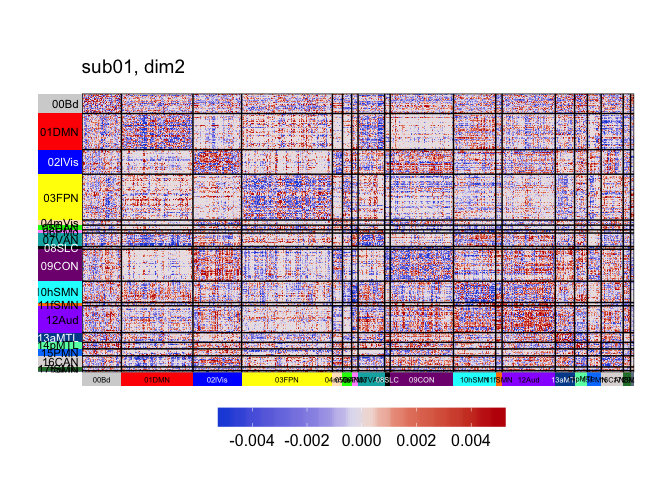 sub01, dim2
00Bd
01DMN
02lVis
03FPN
04mVis
07VAN
08SLC
09CON
10hSMN
11fSMN
12Aud
13aMTL
14pMTL
15PMN
16CAN
00Bd
01DMN
02lVis
03FPN
09CON
10hSMN
12Aud
-0.004 -0.002 0.000 0.002 0.004